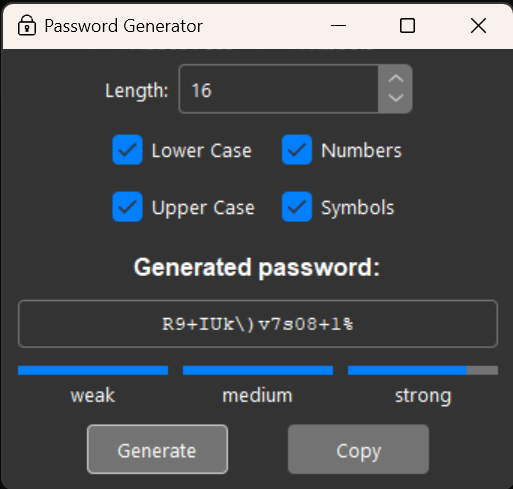 Password Generator
Length: 16
Lower Case Numbers
Upper Case Symbols
Generated password:
R9+IUk\)v7s08+1%
weak medium strong
Generate Copy